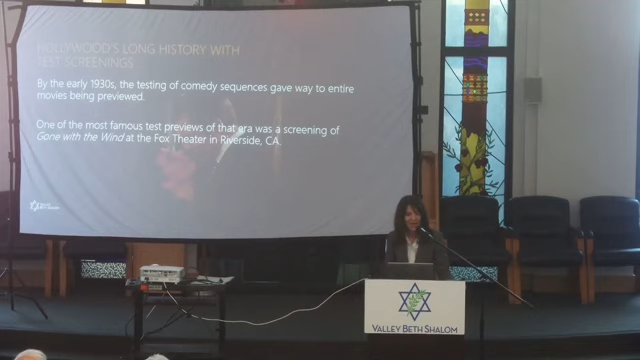 HOLLYWOOD'S LONG HISTORY WITH
TEST SCREENINGS
By the early 1930s, the testing of comedy sequences gave way to entire
movies being previewed.
One of the most famous test previews of that era was a screening of
Gone with the Wind at the Fox Theater in Riverside, CA.
VALLEY BETH SHALOM